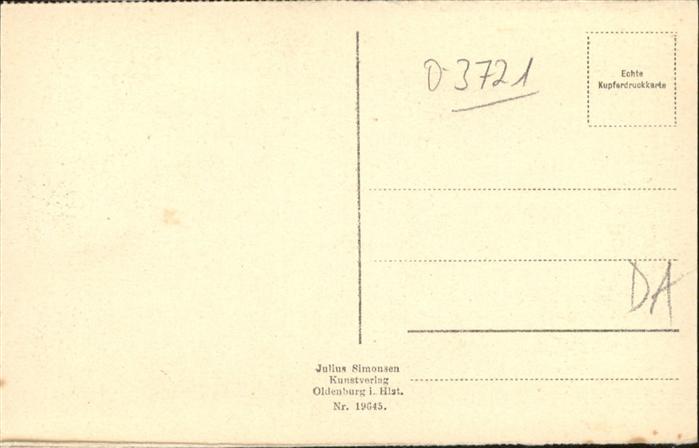 D-3721
Echte
Kupferdruckkarte
DA
Julius Simonsen
Kunstverlag
Oldenburg i. Hlst.
Nr. 19645.